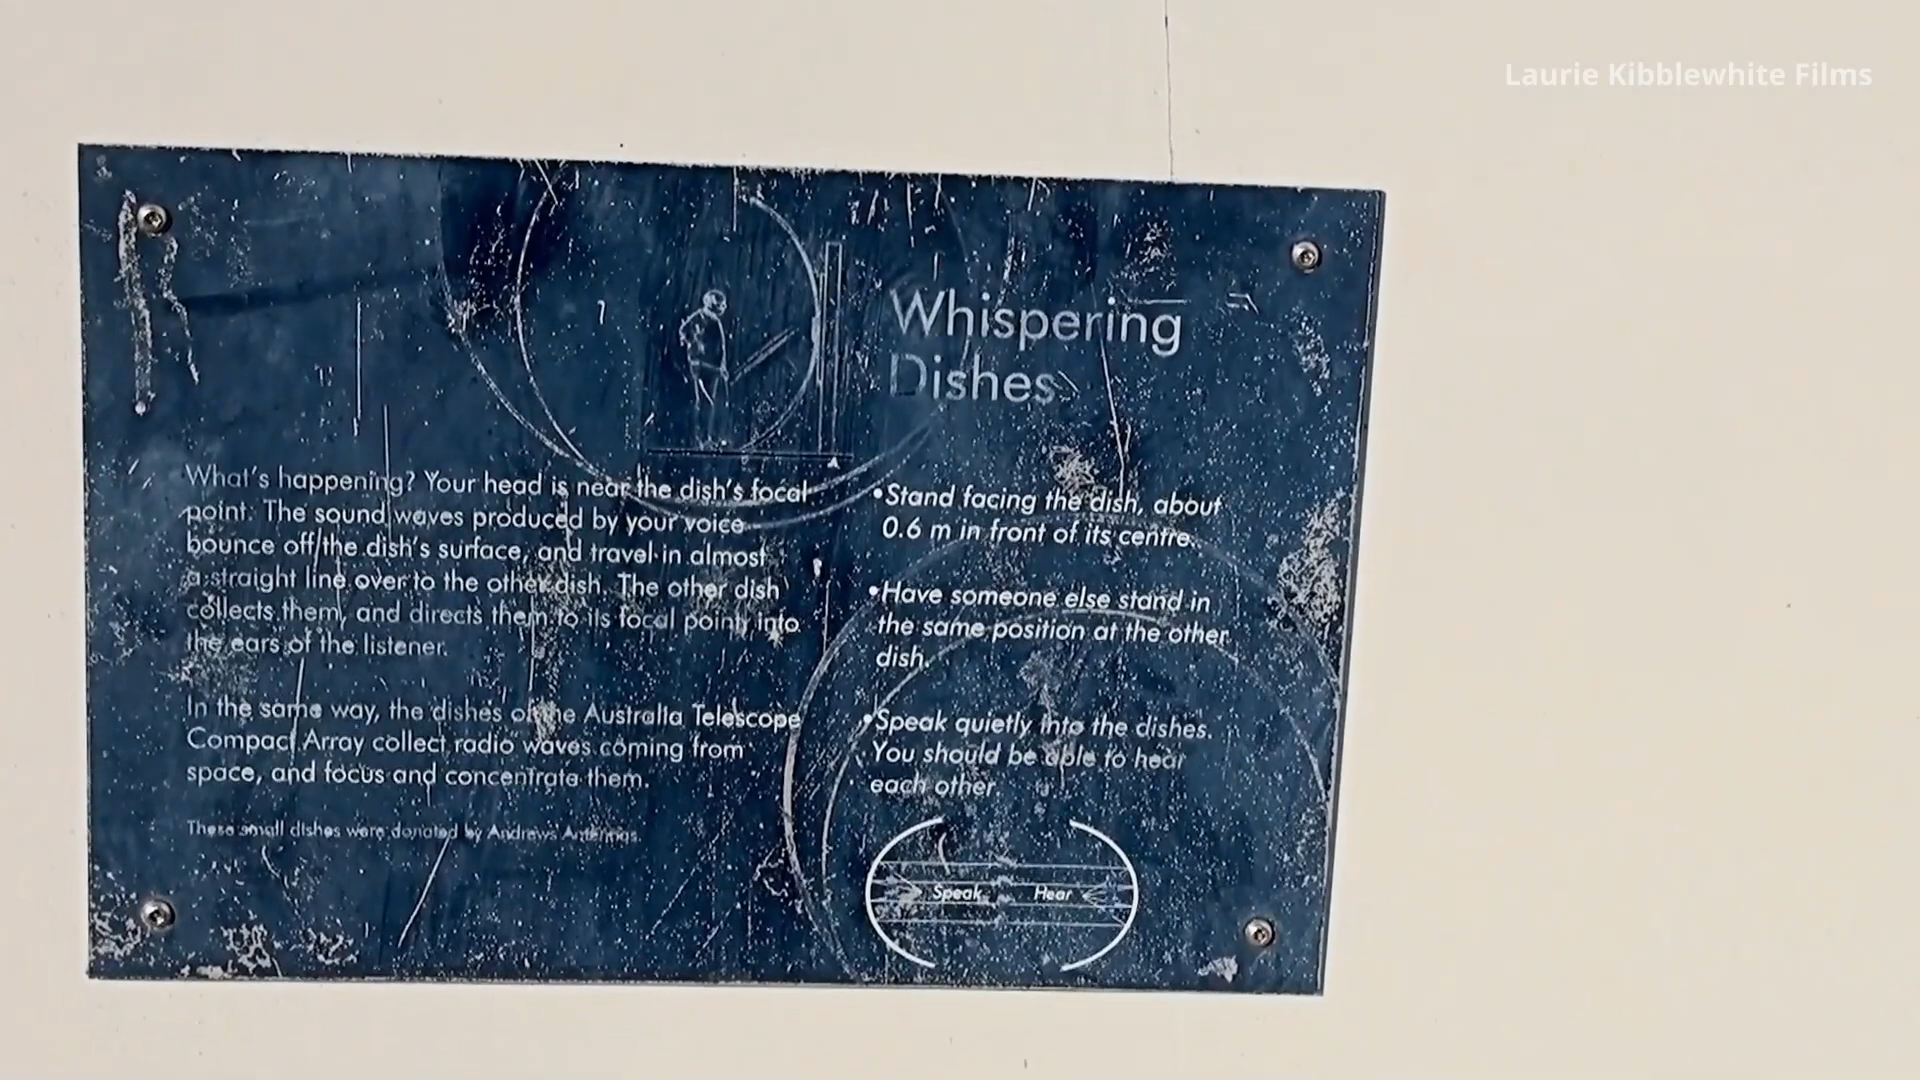 Laurie Kibblewhite Films
Whispering
Dishes
What's happening? Your head is near the dish's focal
point. The sound waves produced by your voice
bounce off the dish's surface, and travel in almost
a straight line over to the other dish. The other dish
collects them, and directs them to its focal point, into
the ears of the listener.
In the same way, the dishes of the Australia Telescope
Compact Array collect radio waves coming from
space, and focus and concentrate them.
These small dishes were donated by Andrews Antennas.
•Stand facing the dish, about
0.6 m in front of its centre.
•Have someone else stand in
the same position at the other
dish.
•Speak quietly into the dishes.
You should be able to hear
each other.
Speak Hear